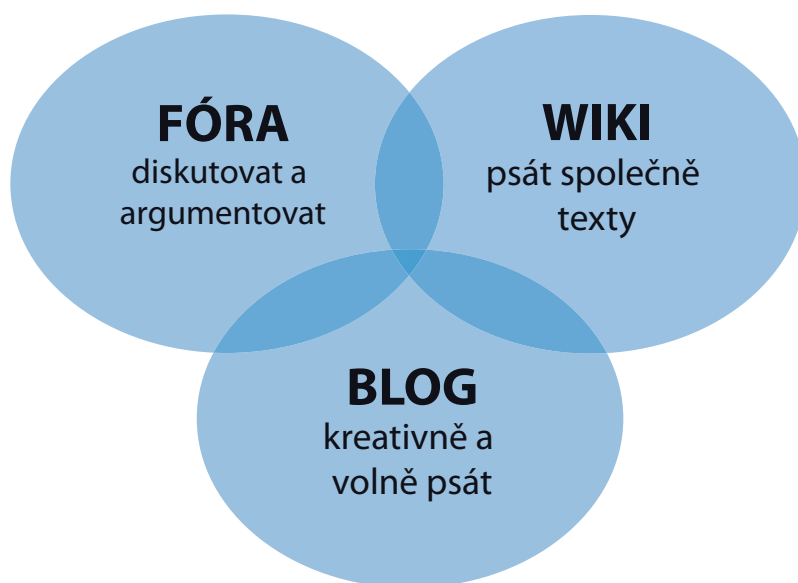 FÓRA
diskutovat a
argumentovat
WIKI
psát společně
texty
BLOG
kreativně a
volně psát